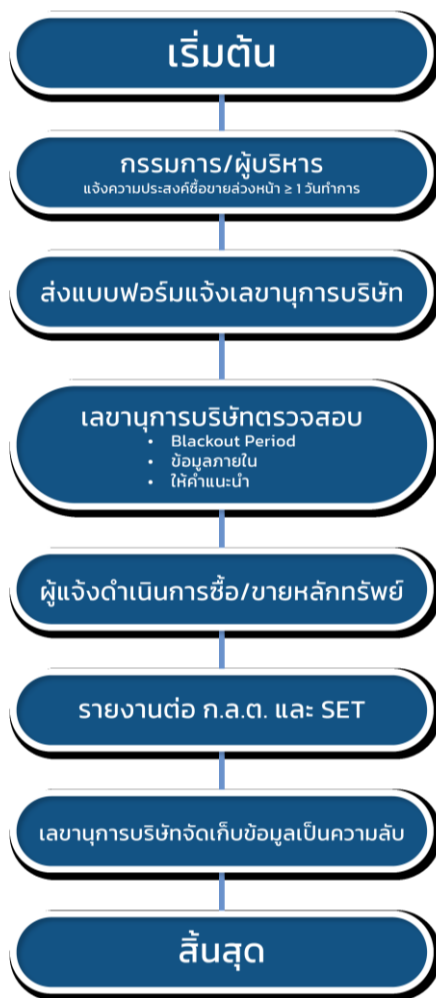 เริ่มต้น
กรรมการ/ผู้บริหาร
แจ้งความประสงค์ซื้อขายล่วงหน้า ≥ 1 วันทำการ
ส่งแบบฟอร์มแจ้งเลขานุการบริษัท
เลขานุการบริษัทตรวจสอบ
• Blackout Period
• ข้อมูลภายใน
• ให้คำแนะนำ
ผู้แจ้งดำเนินการซื้อ/ขายหลักทรัพย์
รายงานต่อ ก.ล.ต. และ SET
เลขานุการบริษัทจัดเก็บข้อมูลเป็นความลับ
สิ้นสุด